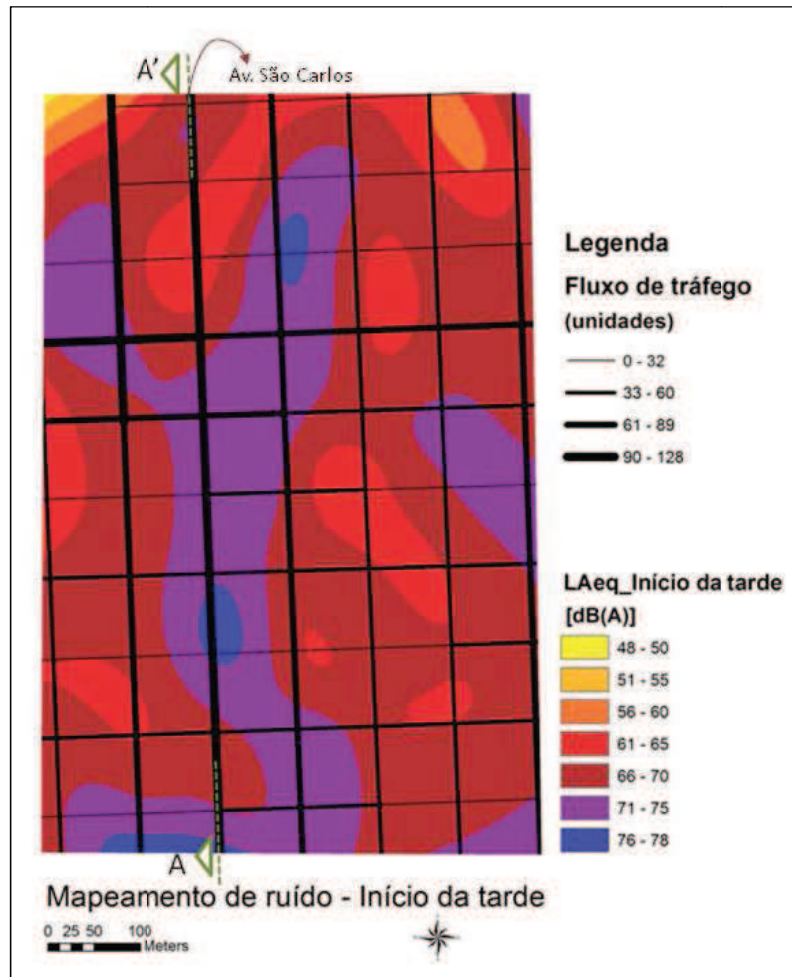 A'
Av. São Carlos
Legenda
Fluxo de tráfego
(unidades)
0 - 32
33 - 60
61 - 89
90 - 128
LAeq_Início da tarde
[dB(A)]
48 - 50
51 - 55
56 - 60
61 - 65
66 - 70
71 - 75
76 - 78
A
Mapeamento de ruído - Início da tarde
0 25 50 100
Meters